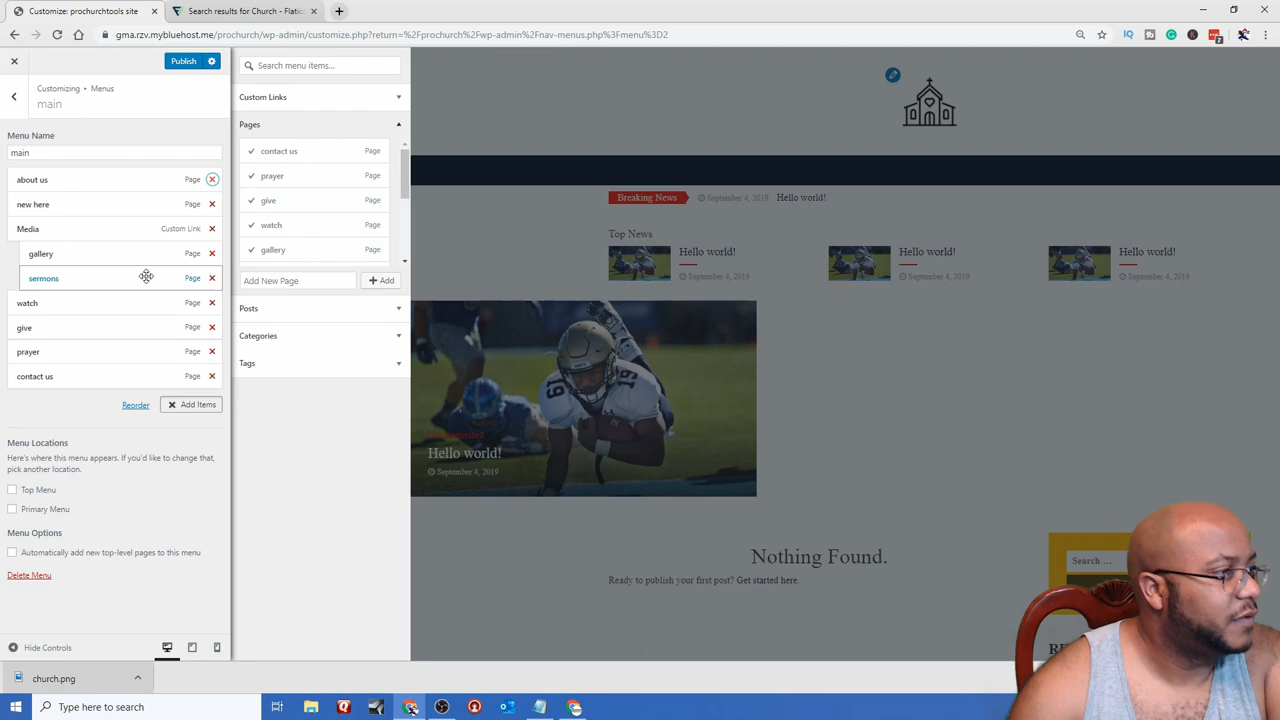 Customize prochurchtools site
Search results for Church - Flatic
gma.rzv.mybluehost.me/prochurch/wp-admin/customize.php?return=%2Fprochurch%2Fwp-admin%2Fnav-menus.php%3Fmenu%3D2
Publish
Customizing • Menus
main
Menu Name
main
about us Page
new here Page
Media Custom Link
gallery Page
sermons Page
watch Page
give Page
prayer Page
contact us Page
Reorder Add Items
Menu Locations
Here's where this menu appears. If you'd like to change that,
pick another location.
Top Menu
Primary Menu
Menu Options
Automatically add new top-level pages to this menu
Delete Menu
Hide Controls
Search menu items...
Custom Links
Pages
contact us Page
prayer Page
give Page
watch Page
gallery Page
Add New Page + Add
Posts
Categories
Tags
Breaking News September 4, 2019 Hello world!
Top News
Hello world!
September 4, 2019
Hello world!
September 4, 2019
Hello world!
September 4, 2019
19 19
Hello world!
September 4, 2019
Nothing Found.
Ready to publish your first post? Get started here.
Search …
church.png
Type here to search